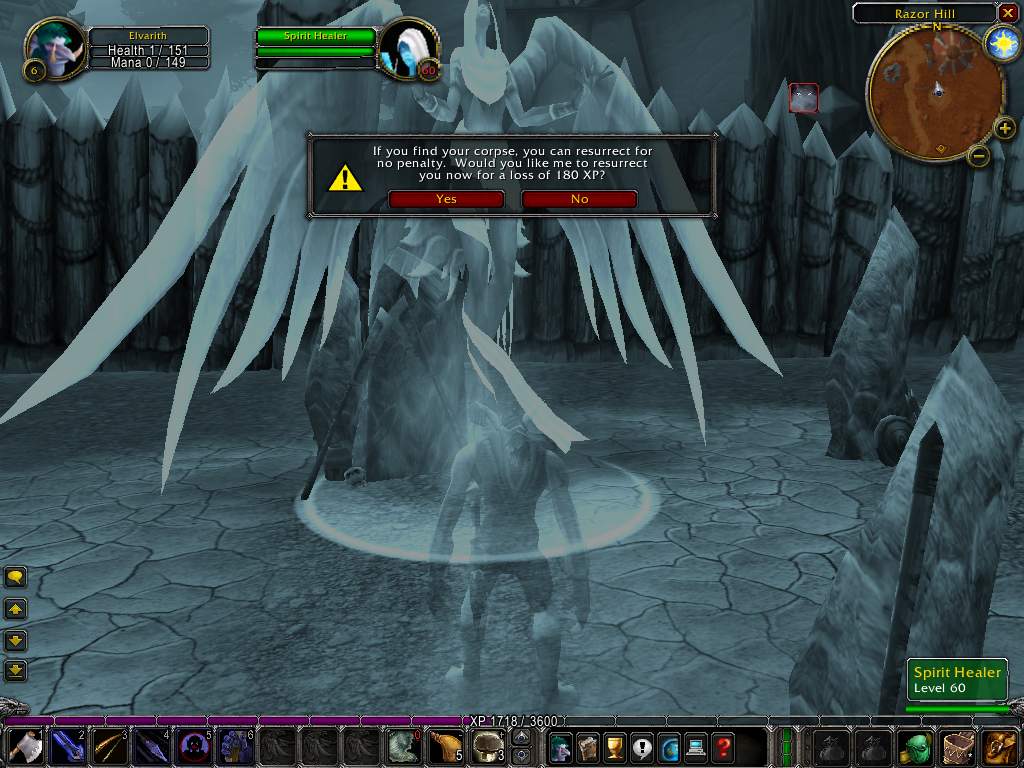 Razor Hill
N
Elvarith
Health 1 / 151
Mana 0 / 149
6
Spirit Healer
60
If you find your corpse, you can resurrect for
no penalty. Would you like me to resurrect
you now for a loss of 180 XP?
Yes
No
Spirit Healer
Level 60
XP 1718 / 3600
2
3
4
5
6
0
5
3